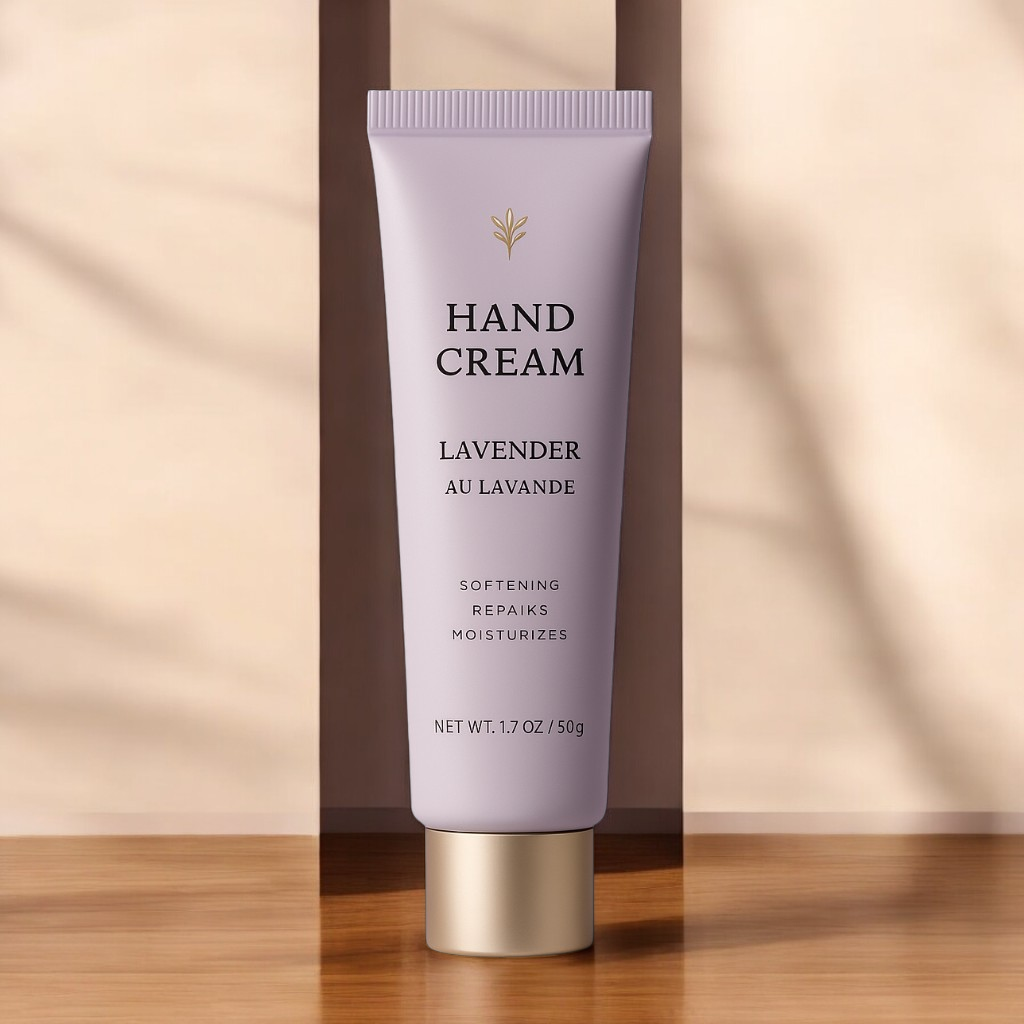 HAND
CREAM
LAVENDER
AU LAVANDE
SOFTENING
REPAIKS
MOISTURIZES
NET WT. 1.7 OZ / 50g